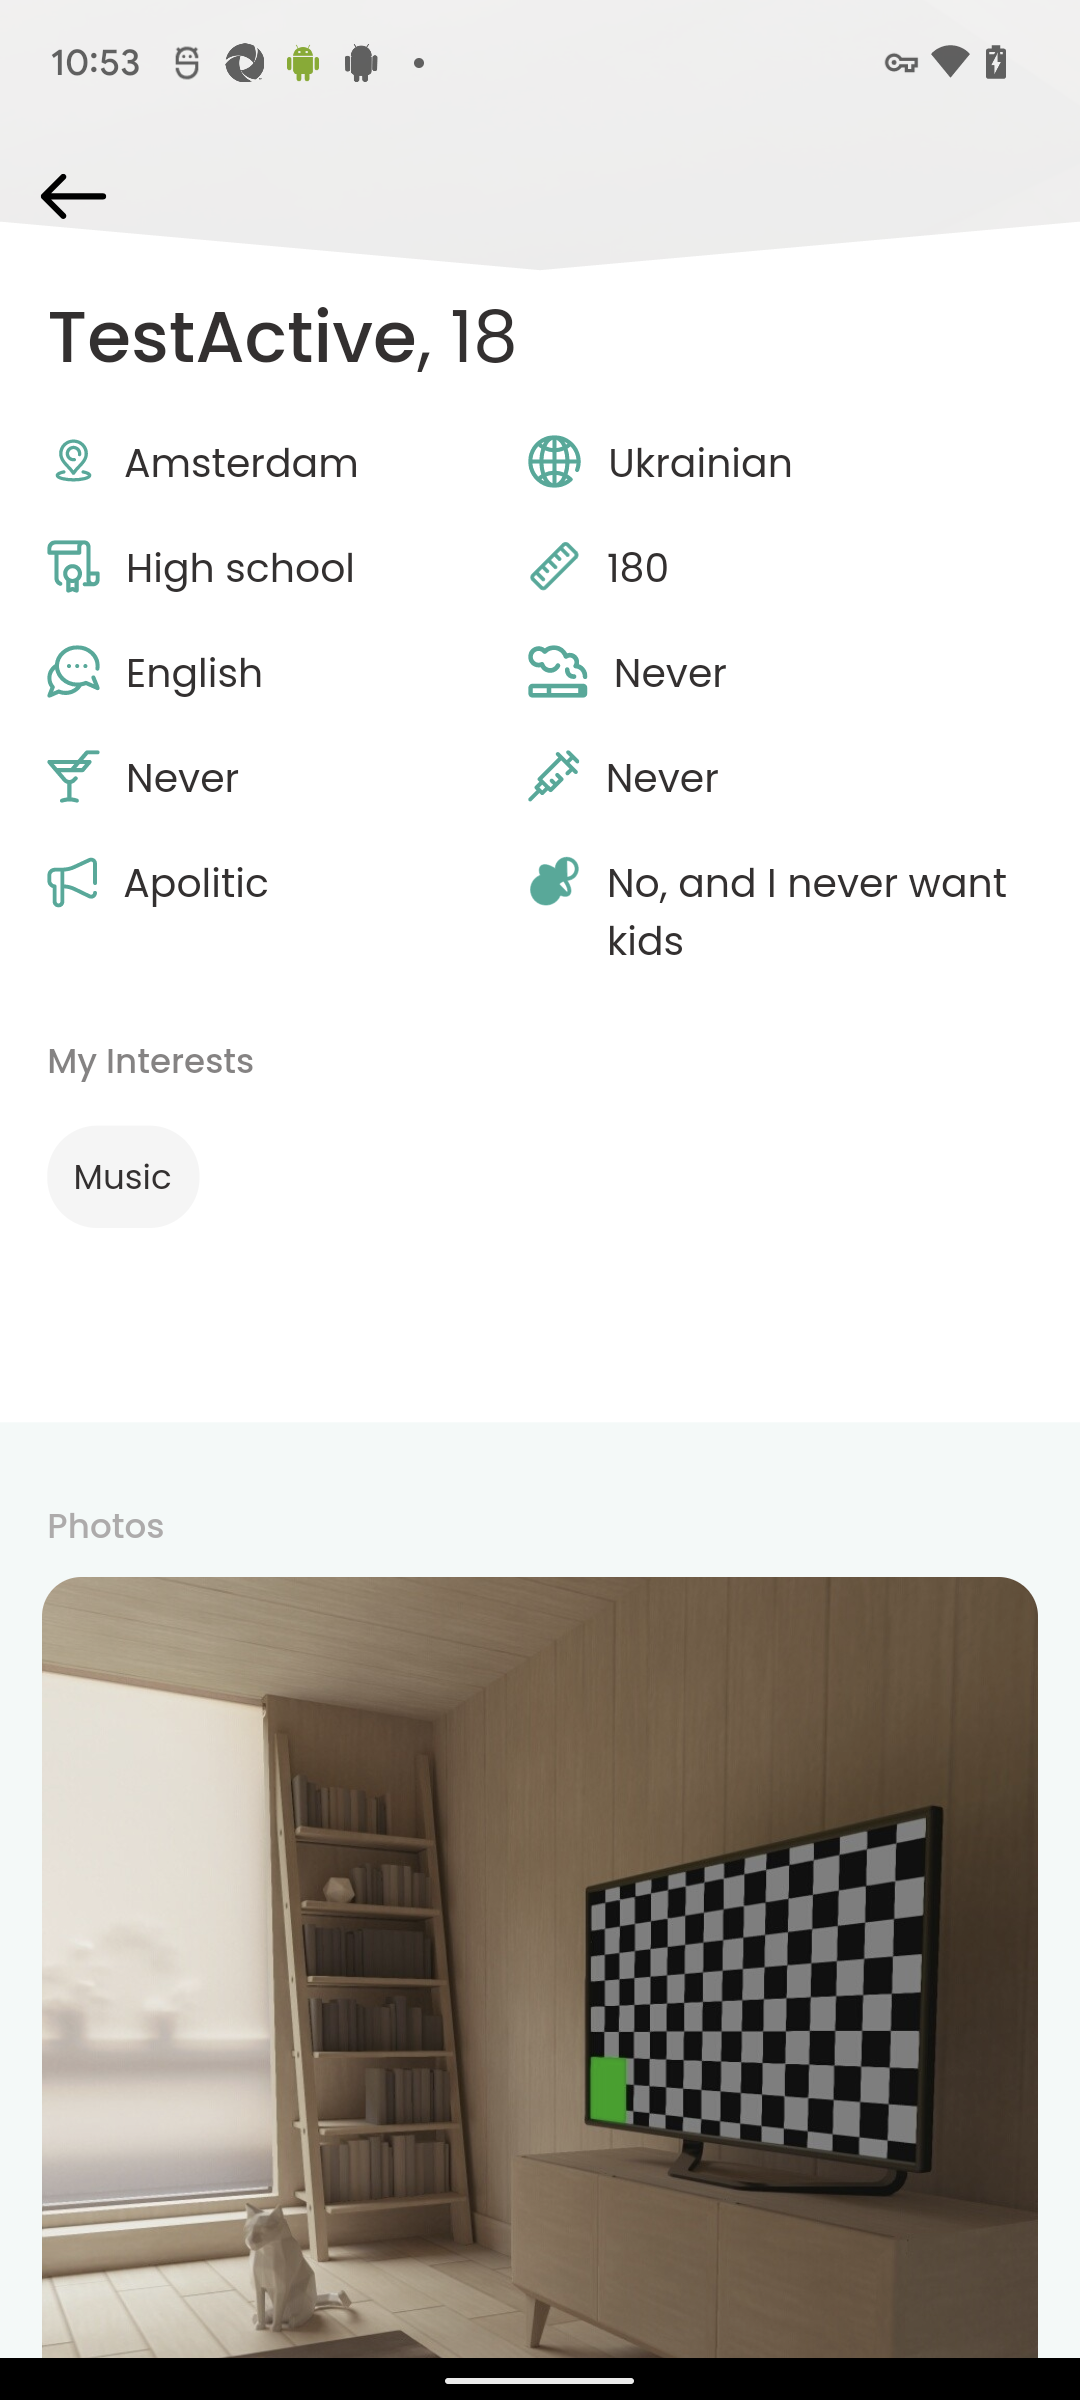 10:53
TestActive, 18
Amsterdam
Ukrainian
High school
180
English
Never
Never
Never
Apolitic
No, and I never want
kids
My Interests
Music
Photos